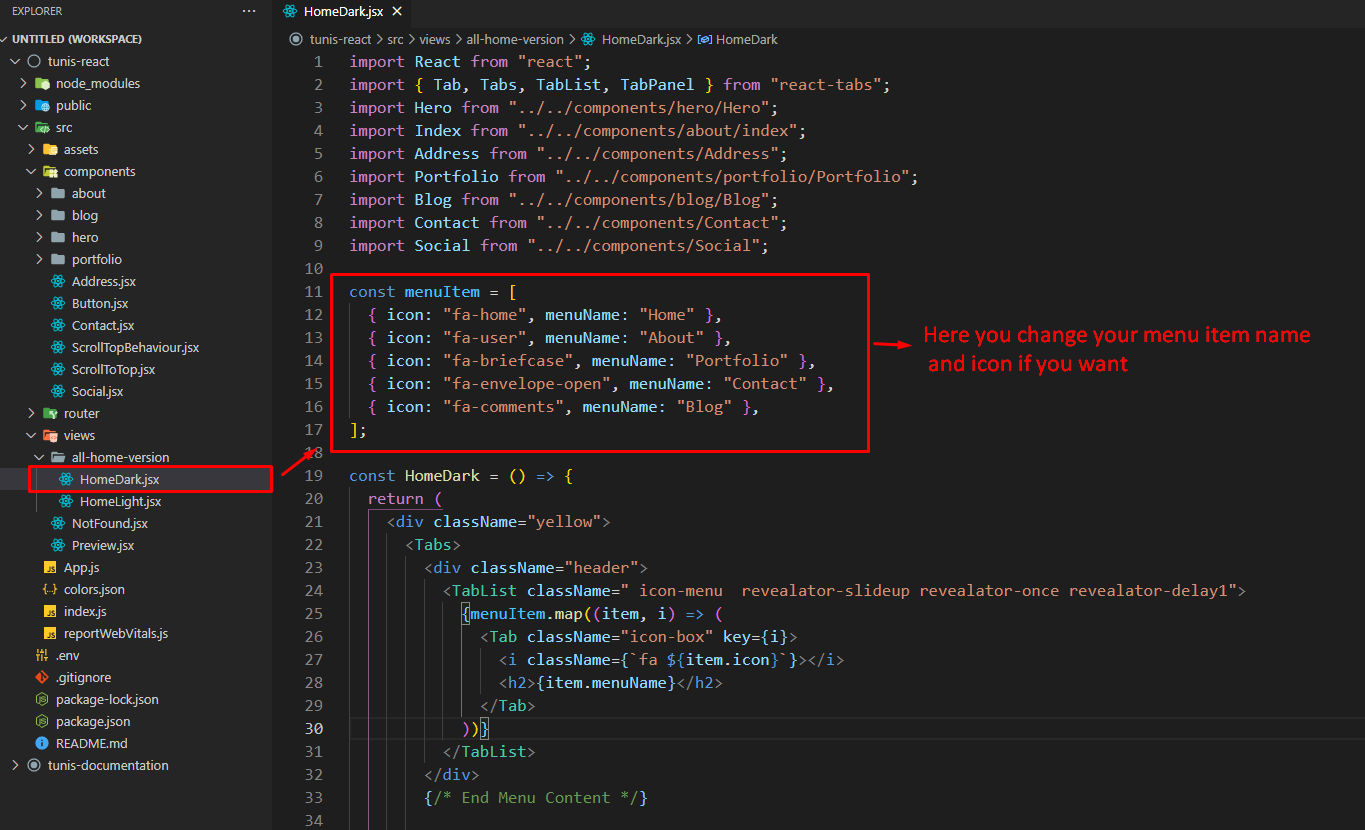 EXPLORER
UNTITLED (WORKSPACE)
tunis-react
node_modules
public
src
assets
components
about
blog
hero
portfolio
Address.jsx
Button.jsx
Contact.jsx
ScrollTopBehaviour.jsx
ScrollToTop.jsx
Social.jsx
router
views
all-home-version
HomeDark.jsx
HomeLight.jsx
NotFound.jsx
Preview.jsx
App.js
colors.json
index.js
reportWebVitals.js
.env
.gitignore
package-lock.json
package.json
README.md
tunis-documentation
HomeDark.jsx
tunis-react > src > views > all-home-version > HomeDark.jsx > HomeDark
1 import React from "react";
2 import { Tab, Tabs, TabList, TabPanel } from "react-tabs";
3 import Hero from "../../components/hero/Hero";
4 import Index from "../../components/about/index";
5 import Address from "../../components/Address";
6 import Portfolio from "../../components/portfolio/Portfolio";
7 import Blog from "../../components/blog/Blog";
8 import Contact from "../../components/Contact";
9 import Social from "../../components/Social";
10
11 const menuItem = [
12 { icon: "fa-home", menuName: "Home" },
13 { icon: "fa-user", menuName: "About" },
14 { icon: "fa-briefcase", menuName: "Portfolio" },
15 { icon: "fa-envelope-open", menuName: "Contact" },
16 { icon: "fa-comments", menuName: "Blog" },
17 ];
18
19 const HomeDark = () => {
20 return (
21 <div className="yellow">
22 <Tabs>
23 <div className="header">
24 <TabList className=" icon-menu  revealator-slideup revealator-once revealator-delay1">
25 {menuItem.map((item, i) => (
26 <Tab className="icon-box" key={i}>
27 <i className={`fa ${item.icon}`}></i>
28 <h2>{item.menuName}</h2>
29 </Tab>
30 ))}
31 </TabList>
32 </div>
33 {/* End Menu Content */}
34
Here you change your menu item name
and icon if you want